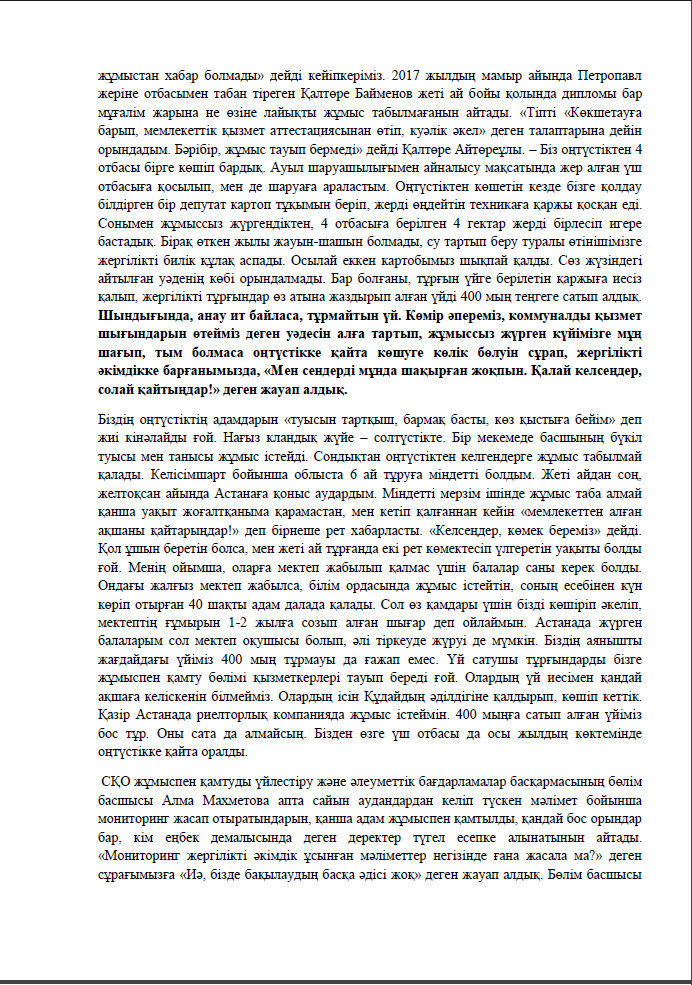 жұмыстан хабар болмады» дейді кейіпкеріміз. 2017 жылдың мамыр айында Петропавл
жеріне отбасымен табан тіреген Қалтөре Байменов жеті ай бойы қолында дипломы бар
мұғалім жарына не өзіне лайықты жұмыс табылмағанын айтады. «Тіпті «Көкшетауға
барып, мемлекеттік қызмет аттестациясынан өтіп, куәлік әкел» деген талаптарына дейін
орындадым. Бәрібір, жұмыс тауып бермеді» дейді Қалтөре Айтөреұлы. – Біз оңтүстіктен 4
отбасы бірге көшіп бардық. Ауыл шаруашылығымен айналысу мақсатында жер алған үш
отбасыға қосылып, мен де шаруаға араластым. Оңтүстіктен көшетін кезде бізге қолдау
білдірген бір депутат картоп тұқымын беріп, жерді өңдейтін техникаға қаржы қосқан еді.
Сонымен жұмыссыз жүргендіктен, 4 отбасыға берілген 4 гектар жерді бірлесіп игере
бастадық. Бірақ өткен жылы жауын-шашын болмады, су тартып беру туралы өтінішімізге
жергілікті билік құлақ аспады. Осылай еккен картобымыз шықпай қалды. Сөз жүзіндегі
айтылған уәденің көбі орындалмады. Бар болғаны, тұрғын үйге берілетін қаржыға иесіз
қалып, жергілікті тұрғындар өз атына жаздырып алған үйді 400 мың теңгеге сатып алдық.
Шындығында, анау ит байласа, тұрмайтын үй. Көмір әпереміз, коммуналды қызмет
шығындарын өтейміз деген уәдесін алға тартып, жұмыссыз жүрген күйімізге мұң
шағып, тым болмаса оңтүстікке қайта көшуге көлік бөлуін сұрап, жергілікті
әкімдікке барғанымызда, «Мен сендерді мұнда шақырған жоқпын. Қалай келсеңдер,
солай қайтыңдар!» деген жауап алдық.
Біздің оңтүстіктің адамдарын «туысын тартқыш, бармақ басты, көз қыстыға бейім» деп
жиі кінәлайды ғой. Нағыз кландық жүйе – солтүстікте. Бір мекемеде басшының бүкіл
туысы мен танысы жұмыс істейді. Сондықтан оңтүстіктен келгендерге жұмыс табылмай
қалады. Келісімшарт бойынша облыста 6 ай тұруға міндетті болдым. Жеті айдан соң,
желтоқсан айында Астанаға қоныс аудардым. Міндетті мерзім ішінде жұмыс таба алмай
қанша уақыт жоғалтқаныма қарамастан, мен кетіп қалғаннан кейін «мемлекеттен алған
ақшаны қайтарыңдар!» деп бірнеше рет хабарласты. «Келсеңдер, көмек береміз» дейді.
Қол ұшын беретін болса, мен жеті ай тұрғанда екі рет көмектесіп үлгеретін уақыты болды
ғой. Менің ойымша, оларға мектеп жабылып қалмас үшін балалар саны керек болды.
Ондағы жалғыз мектеп жабылса, білім ордасында жұмыс істейтін, соның есебінен күн
көріп отырған 40 шақты адам далада қалады. Сол өз қамдары үшін бізді көшіріп әкеліп,
мектептің ғұмырын 1-2 жылға созып алған шығар деп ойлаймын. Астанада жүрген
балаларым сол мектеп оқушысы болып, әлі тіркеуде жүруі де мүмкін. Біздің аянышты
жағдайдағы үйіміз 400 мың тұрмауы да ғажап емес. Үй сатушы тұрғындарды бізге
жұмыспен қамту бөлімі қызметкерлері тауып береді ғой. Олардың үй иесімен қандай
ақшаға келіскенін білмейміз. Олардың ісін Құдайдың әділдігіне қалдырып, көшіп кеттік.
Қазір Астанада риелторлық компанияда жұмыс істеймін. 400 мыңға сатып алған үйіміз
бос тұр. Оны сата да алмайсың. Бізден өзге үш отбасы да осы жылдың көктемінде
оңтүстікке қайта оралды.
СҚО жұмыспен қамтуды үйлестіру және әлеуметтік бағдарламалар басқармасының бөлім
басшысы Алма Махметова апта сайын аудандардан келіп түскен мәлімет бойынша
мониторинг жасап отыратындарын, қанша адам жұмыспен қамтылды, қандай бос орындар
бар, кім еңбек демалысында деген деректер түгел есепке алынатынын айтады.
«Мониторинг жергілікті әкімдік ұсынған мәліметтер негізінде ғана жасала ма?» деген
сұрағымызға «Иә, бізде бақылаудың басқа әдісі жоқ» деген жауап алдық. Бөлім басшысы